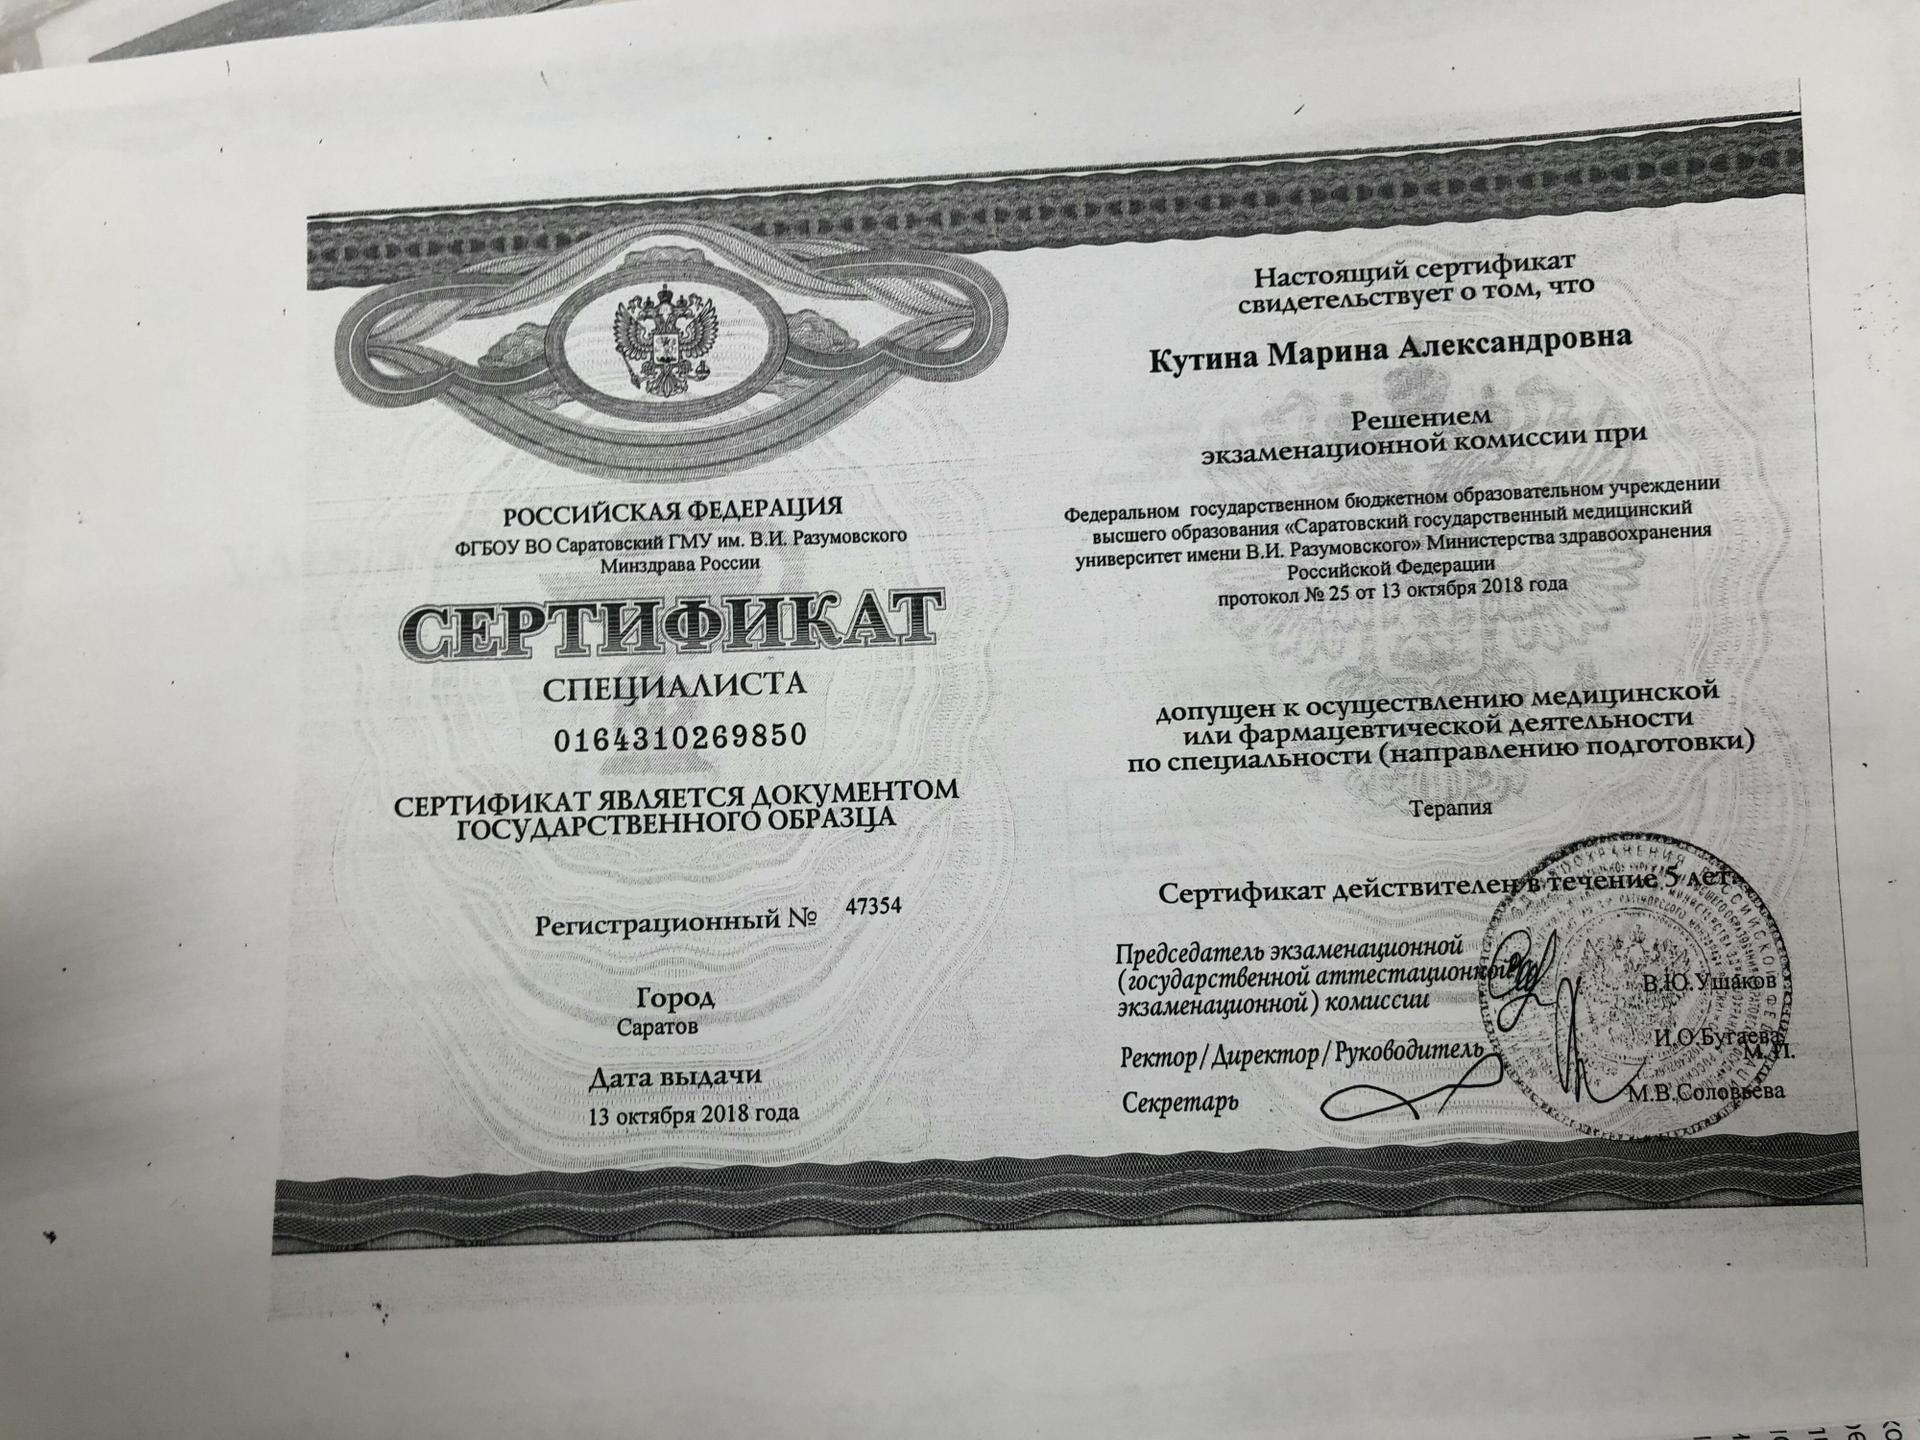 РОССИЙСКАЯ ФЕДЕРАЦИЯ
ФГБОУ ВО Саратовский ГМУ им. В.И. Разумовского
Минздрава России
СЕРТИФИКАТ
СПЕЦИАЛИСТА
0164310269850
СЕРТИФИКАТ ЯВЛЯЕТСЯ ДОКУМЕНТОМ
ГОСУДАРСТВЕННОГО ОБРАЗЦА
Регистрационный № 47354
Город
Саратов
Дата выдачи
13 октября 2018 года
Настоящий сертификат
свидетельствует о том, что
Кутина Марина Александровна
Решением
экзаменационной комиссии при
Федеральном государственном бюджетном образовательном учреждении
высшего образования «Саратовский государственный медицинский
университет имени В.И. Разумовского» Министерства здравоохранения
Российской Федерации
протокол № 25 от 13 октября 2018 года
допущен к осуществлению медицинской
или фармацевтической деятельности
по специальности (направлению подготовки)
Терапия
Сертификат действителен в течение 5 лет.
Председатель экзаменационной
(государственной аттестационной
экзаменационной) комиссии
В.Ю.Ушаков
Ректор/Директор/Руководитель
И.О.Бугаева
М.П.
Секретарь
М.В.Соловьева